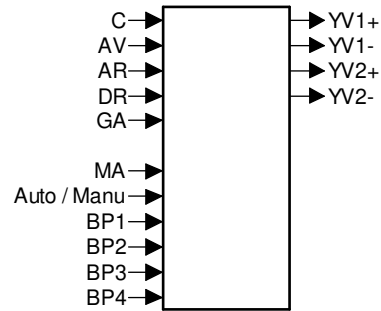 C
AV
AR
DR
GA
MA
Auto / Manu
BP1
BP2
BP3
BP4
YV1+
YV1-
YV2+
YV2-